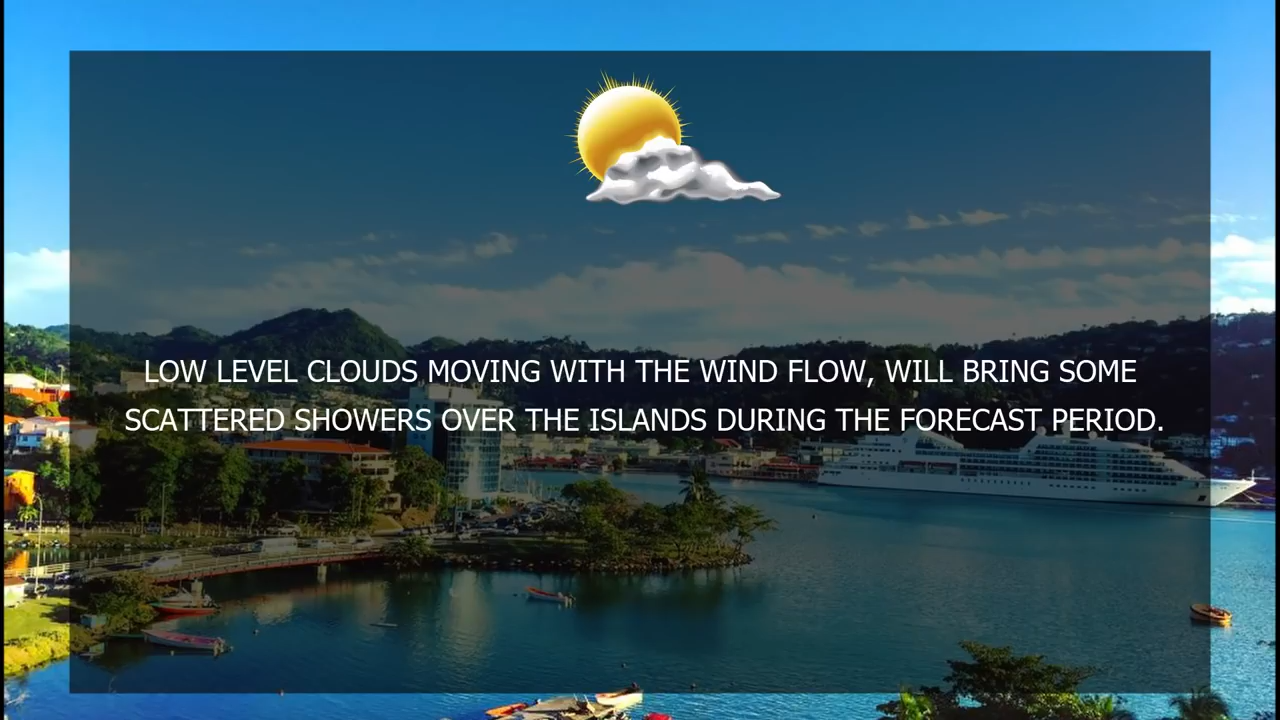 LOW LEVEL CLOUDS MOVING WITH THE WIND FLOW, WILL BRING SOME
SCATTERED SHOWERS OVER THE ISLANDS DURING THE FORECAST PERIOD.